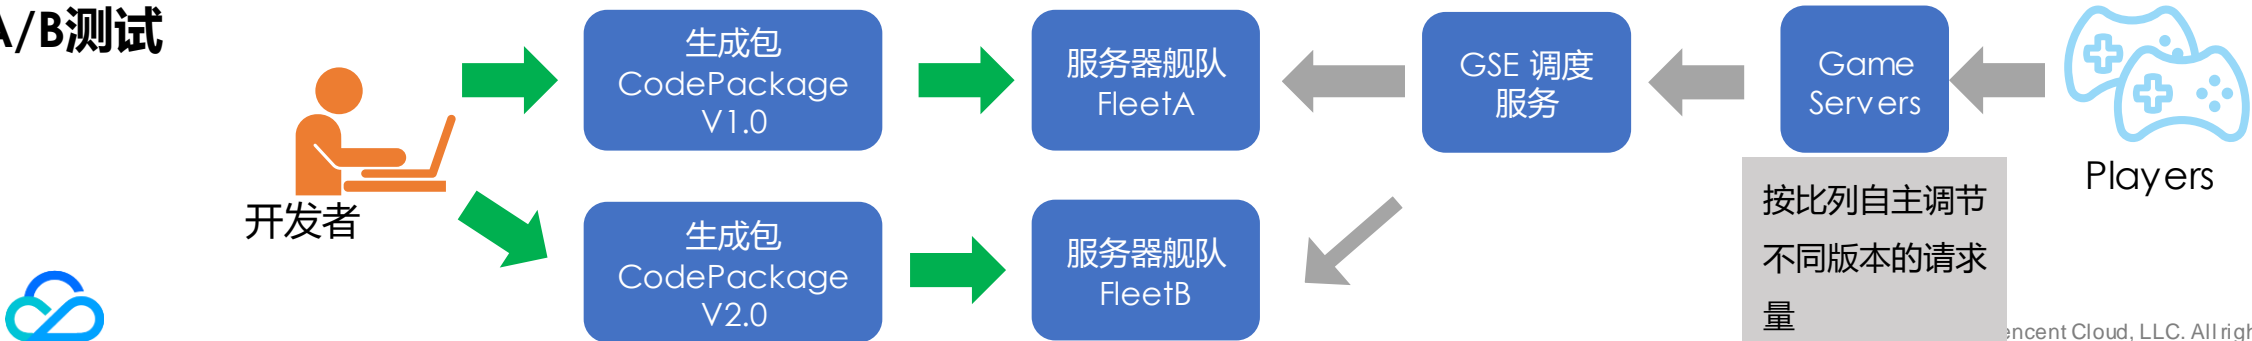 A/B测试
生成包
CodePackage
V1.0
服务器舰队
FleetA
GSE 调度
服务
Game
Servers
Players
开发者
生成包
CodePackage
V2.0
服务器舰队
FleetB
按比列自主调节
不同版本的请求
量
Cloud, LLC. All